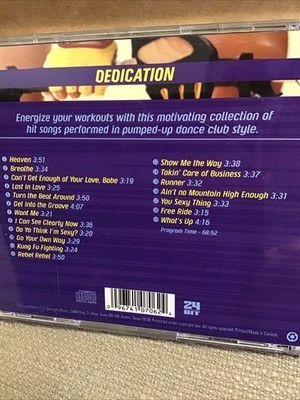 DEDICATION
Energize your workouts with this motivating collection of
hit songs performed in pumped-up dance club style.
Heaven 3:51
Breathe 3:34
Can't Get Enough of Your Love, Babe 3:19
Lost in Love 3:25
Turn the Beat Around 3:50
Get into the Groove 4:07
Want Me 3:21
I Can See Clearly Now 3:36
Do Ya Think I'm Sexy? 3:30
Go Your Own Way 3:29
Kung Fu Fighting
Rebel Rebel 3:50
Show Me the Way 3:38
Takin' Care of Business 3:37
Runner 3:32
Ain't no Mountain High Enough 3:31
You Sexy Thing 3:33
Free Ride 3:15
What's Up 4:16
Program Time - 68:52
0 96741 07062 4
24
BIT